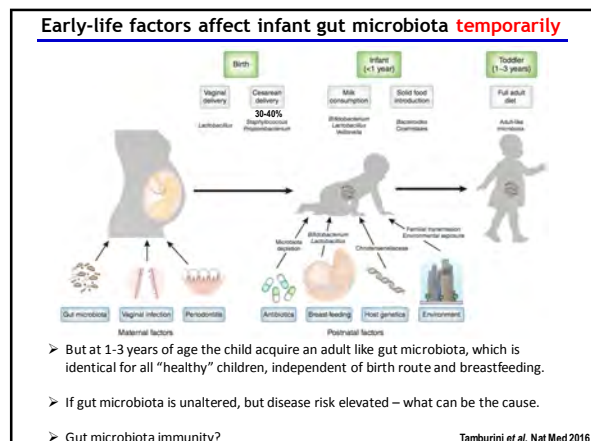 Early-life factors affect infant gut microbiota temporarily
Birth
Infant
(<1 year)
Toddler
(1–3 years)
Vaginal
delivery
Cesarean
delivery
Milk
consumption
Solid food
introduction
Full adult
diet
30-40%
Lactobacillus
Staphylococcus
Propionibacterium
Bifidobacterium
Lactobacillus
Veillonella
Bacteroides
Clostridiales
Adult-like
microbiota
Microbiota
depletion
Bifidobacterium
Lactobacillus
Christensenellaceae
Familial transmission
Environmental exposure
Gut microbiota
Vaginal infection
Periodontitis
Antibiotics
Breast-feeding
Host genetics
Environment
Maternal factors
Postnatal factors
➢ But at 1-3 years of age the child acquire an adult like gut microbiota, which is
identical for all “healthy” children, independent of birth route and breastfeeding.
➢ If gut microbiota is unaltered, but disease risk elevated – what can be the cause.
➢ Gut microbiota immunity?
Tamburini et al. Nat Med 2016